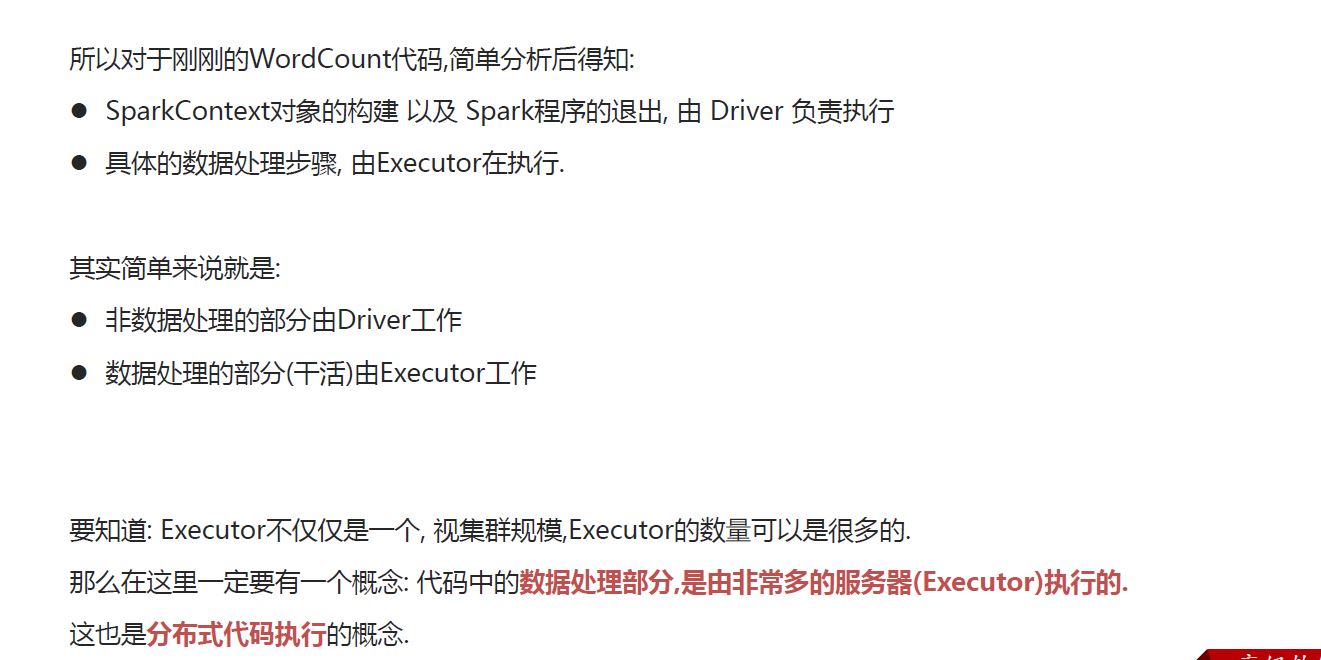 所以对于刚刚的WordCount代码,简单分析后得知:
● SparkContext对象的构建 以及 Spark程序的退出, 由 Driver 负责执行
● 具体的数据处理步骤, 由Executor在执行.
其实简单来说就是:
● 非数据处理的部分由Driver工作
● 数据处理的部分(干活)由Executor工作
要知道: Executor不仅仅是一个, 视集群规模,Executor的数量可以是很多的.
那么在这里一定要有一个概念: 代码中的数据处理部分,是由非常多的服务器(Executor)执行的.
这也是分布式代码执行的概念.